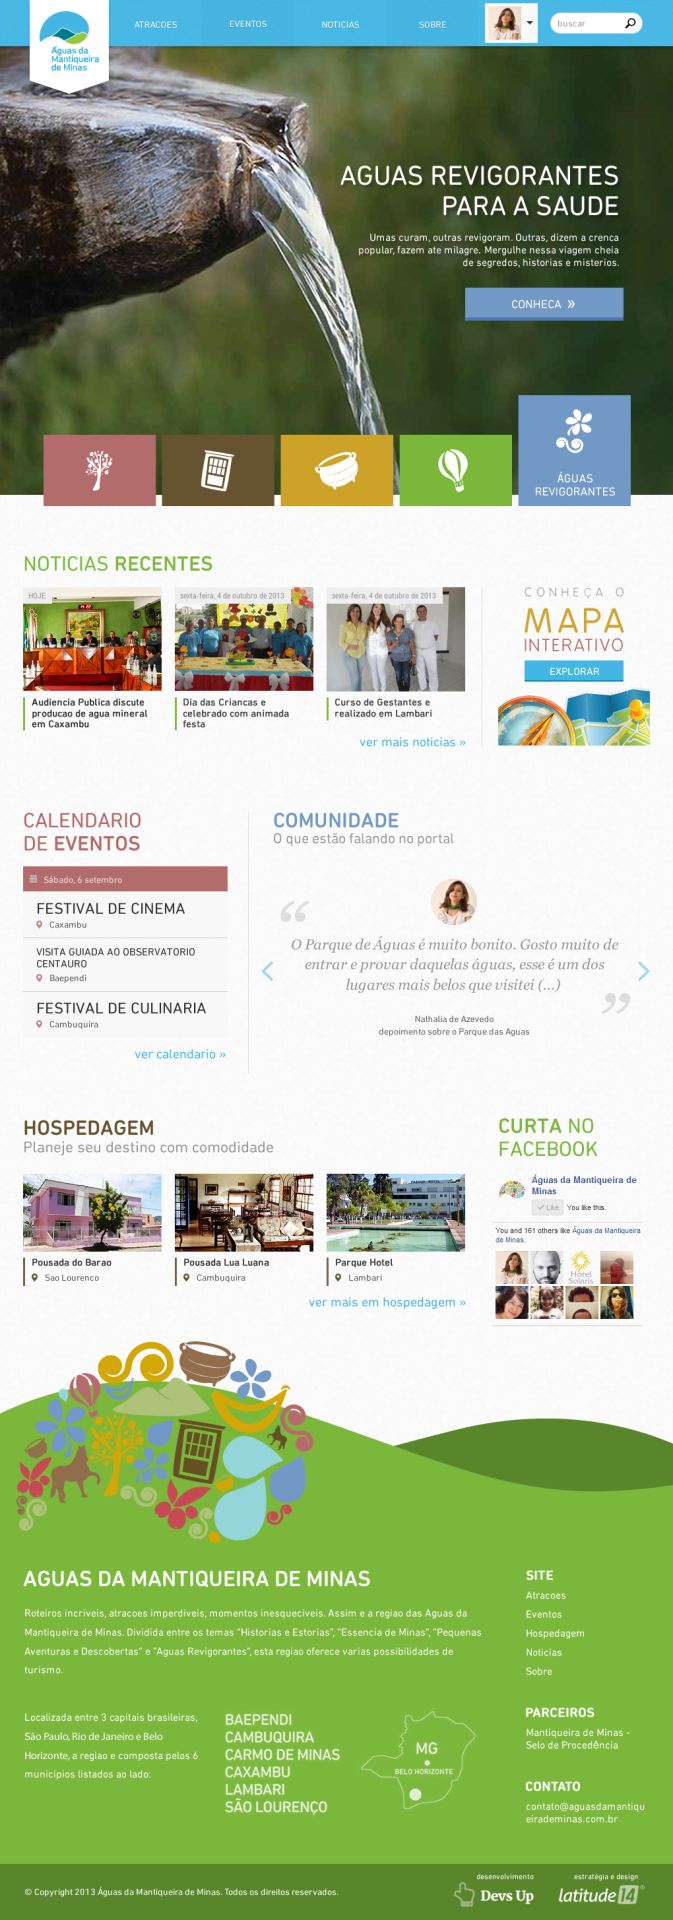 Águas da
Mantiqueira
de Minas
ATRACOES
EVENTOS
NOTICIAS
SOBRE
buscar
AGUAS REVIGORANTES
PARA A SAUDE
Umas curam, outras revigoram. Outras, dizem a crenca
popular, fazem ate milagre. Mergulhe nessa viagem cheia
de segredos, historias e misterios.
CONHECA »
ÁGUAS
REVIGORANTES
NOTICIAS RECENTES
HOJE
sexta-feira, 4 de outubro de 2013
sexta-feira, 4 de outubro de 2013
Audiencia Publica discute
producao de agua mineral
em Caxambu
Dia das Criancas e
celebrado com animada
festa
Curso de Gestantes e
realizado em Lambari
ver mais noticias »
CONHEÇA O
MAPA
INTERATIVO
EXPLORAR
CALENDARIO
DE EVENTOS
Sábado, 6 setembro
FESTIVAL DE CINEMA
Caxambu
VISITA GUIADA AO OBSERVATORIO
CENTAURO
Baependi
FESTIVAL DE CULINARIA
Cambuquira
ver calendario »
COMUNIDADE
O que estão falando no portal
“
O Parque de Águas é muito bonito. Gosto muito de
entrar e provar daquelas águas, esse é um dos
lugares mais belos que visitei (...)
”
Nathalia de Azevedo
depoimento sobre o Parque das Aguas
HOSPEDAGEM
Planeje seu destino com comodidade
Pousada do Barao
Sao Lourenco
Pousada Lua Luana
Cambuquira
PARQUE HOTEL
Parque Hotel
Lambari
ver mais em hospedagem »
CURTA NO
FACEBOOK
Águas da Mantiqueira de
Minas
Like You like this.
You and 161 others like Águas da Mantiqueira
de Minas.
Hotel
Solaris
AGUAS DA MANTIQUEIRA DE MINAS
Roteiros incriveis, atracoes imperdiveis, momentos inesqueciveis. Assim e a regiao das Aguas da
Mantiqueira de Minas. Dividida entre os temas "Historias e Estorias", "Essencia de Minas", "Pequenas
Aventuras e Descobertas" e "Aguas Revigorantes", esta regiao oferece varias possibilidades de
turismo.
Localizada entre 3 capitais brasileiras,
São Paulo, Rio de Janeiro e Belo
Horizonte, a regiao e composta pelos 6
municipios listados ao lado:
BAEPENDI
CAMBUQUIRA
CARMO DE MINAS
CAXAMBU
LAMBARI
SÃO LOURENÇO
MG
BELO HORIZONTE
SITE
Atracoes
Eventos
Hospedagem
Noticias
Sobre
PARCEIROS
Mantiqueira de Minas -
Selo de Procedência
CONTATO
contato@aguasdamantiqu
eirademinas.com.br
© Copyright 2013 Águas da Mantiqueira de Minas. Todos os direitos reservados.
desenvolvimento
Devs Up
estratégia e design
latitude14°